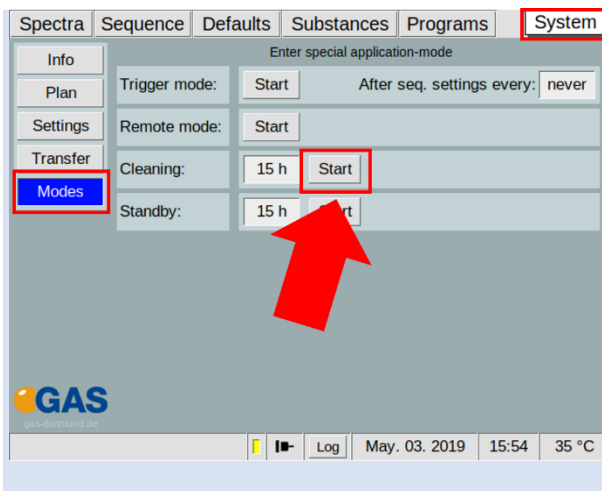 Spectra Sequence Defaults Substances Programs System
Info
Plan
Settings
Transfer
Modes
Enter special application-mode
Trigger mode: Start After seq. settings every: never
Remote mode: Start
Cleaning: 15 h Start
Standby: 15 h
GAS
gas-dortmund.de
Log May. 03. 2019 15:54 35 °C